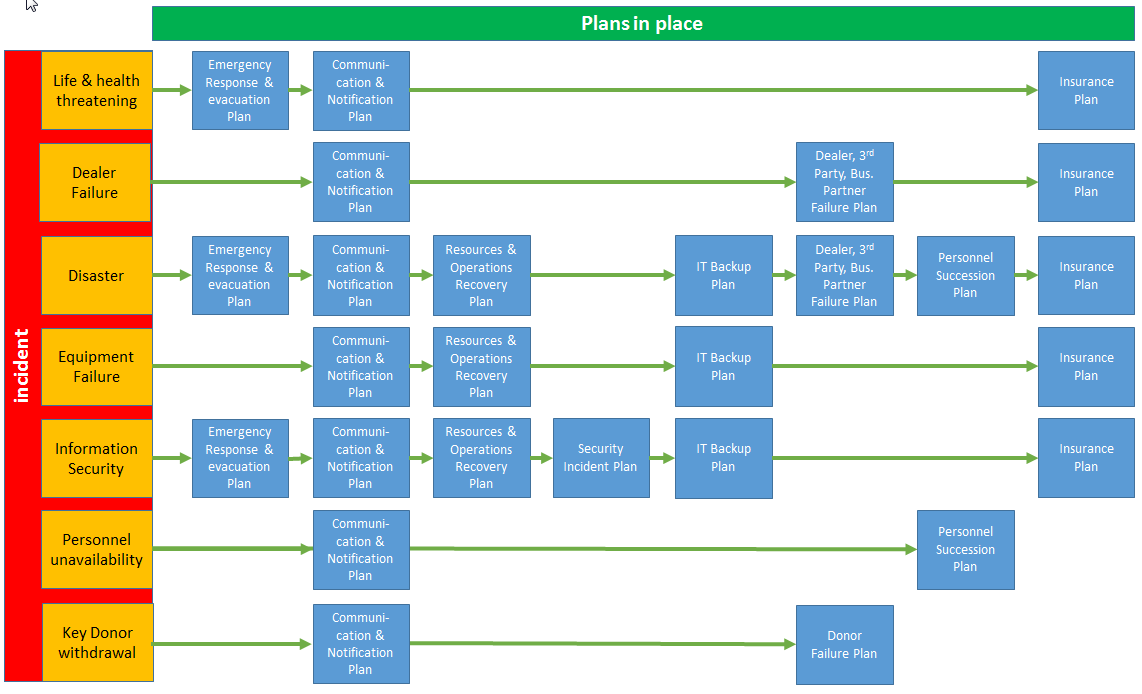 Plans in place
incident
Life & health
threatening
Emergency
Response &
evacuation
Plan
Communi-
cation &
Notification
Plan
Insurance
Plan
Dealer
Failure
Communi-
cation &
Notification
Plan
Dealer, 3rd
Party, Bus.
Partner
Failure Plan
Insurance
Plan
Disaster
Emergency
Response &
evacuation
Plan
Communi-
cation &
Notification
Plan
Resources &
Operations
Recovery
Plan
IT Backup
Plan
Dealer, 3rd
Party, Bus.
Partner
Failure Plan
Personnel
Succession
Plan
Insurance
Plan
Equipment
Failure
Communi-
cation &
Notification
Plan
Resources &
Operations
Recovery
Plan
IT Backup
Plan
Insurance
Plan
Information
Security
Emergency
Response &
evacuation
Plan
Communi-
cation &
Notification
Plan
Resources &
Operations
Recovery
Plan
Security
Incident Plan
IT Backup
Plan
Insurance
Plan
Personnel
unavailability
Communi-
cation &
Notification
Plan
Personnel
Succession
Plan
Key Donor
withdrawal
Communi-
cation &
Notification
Plan
Donor
Failure Plan